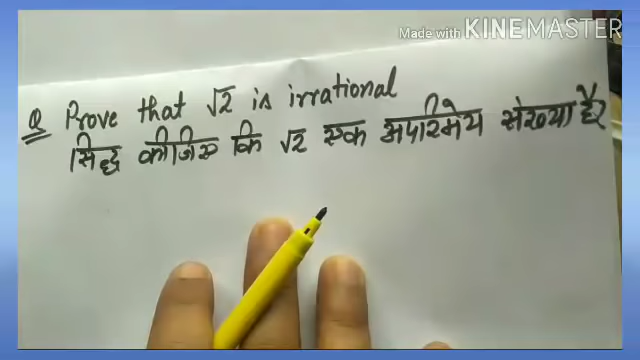 Made with KINEMASTER
Q Prove that √2 is irrational
सिद्ध कीजिए कि √2 एक अपरिमेय संख्या है?